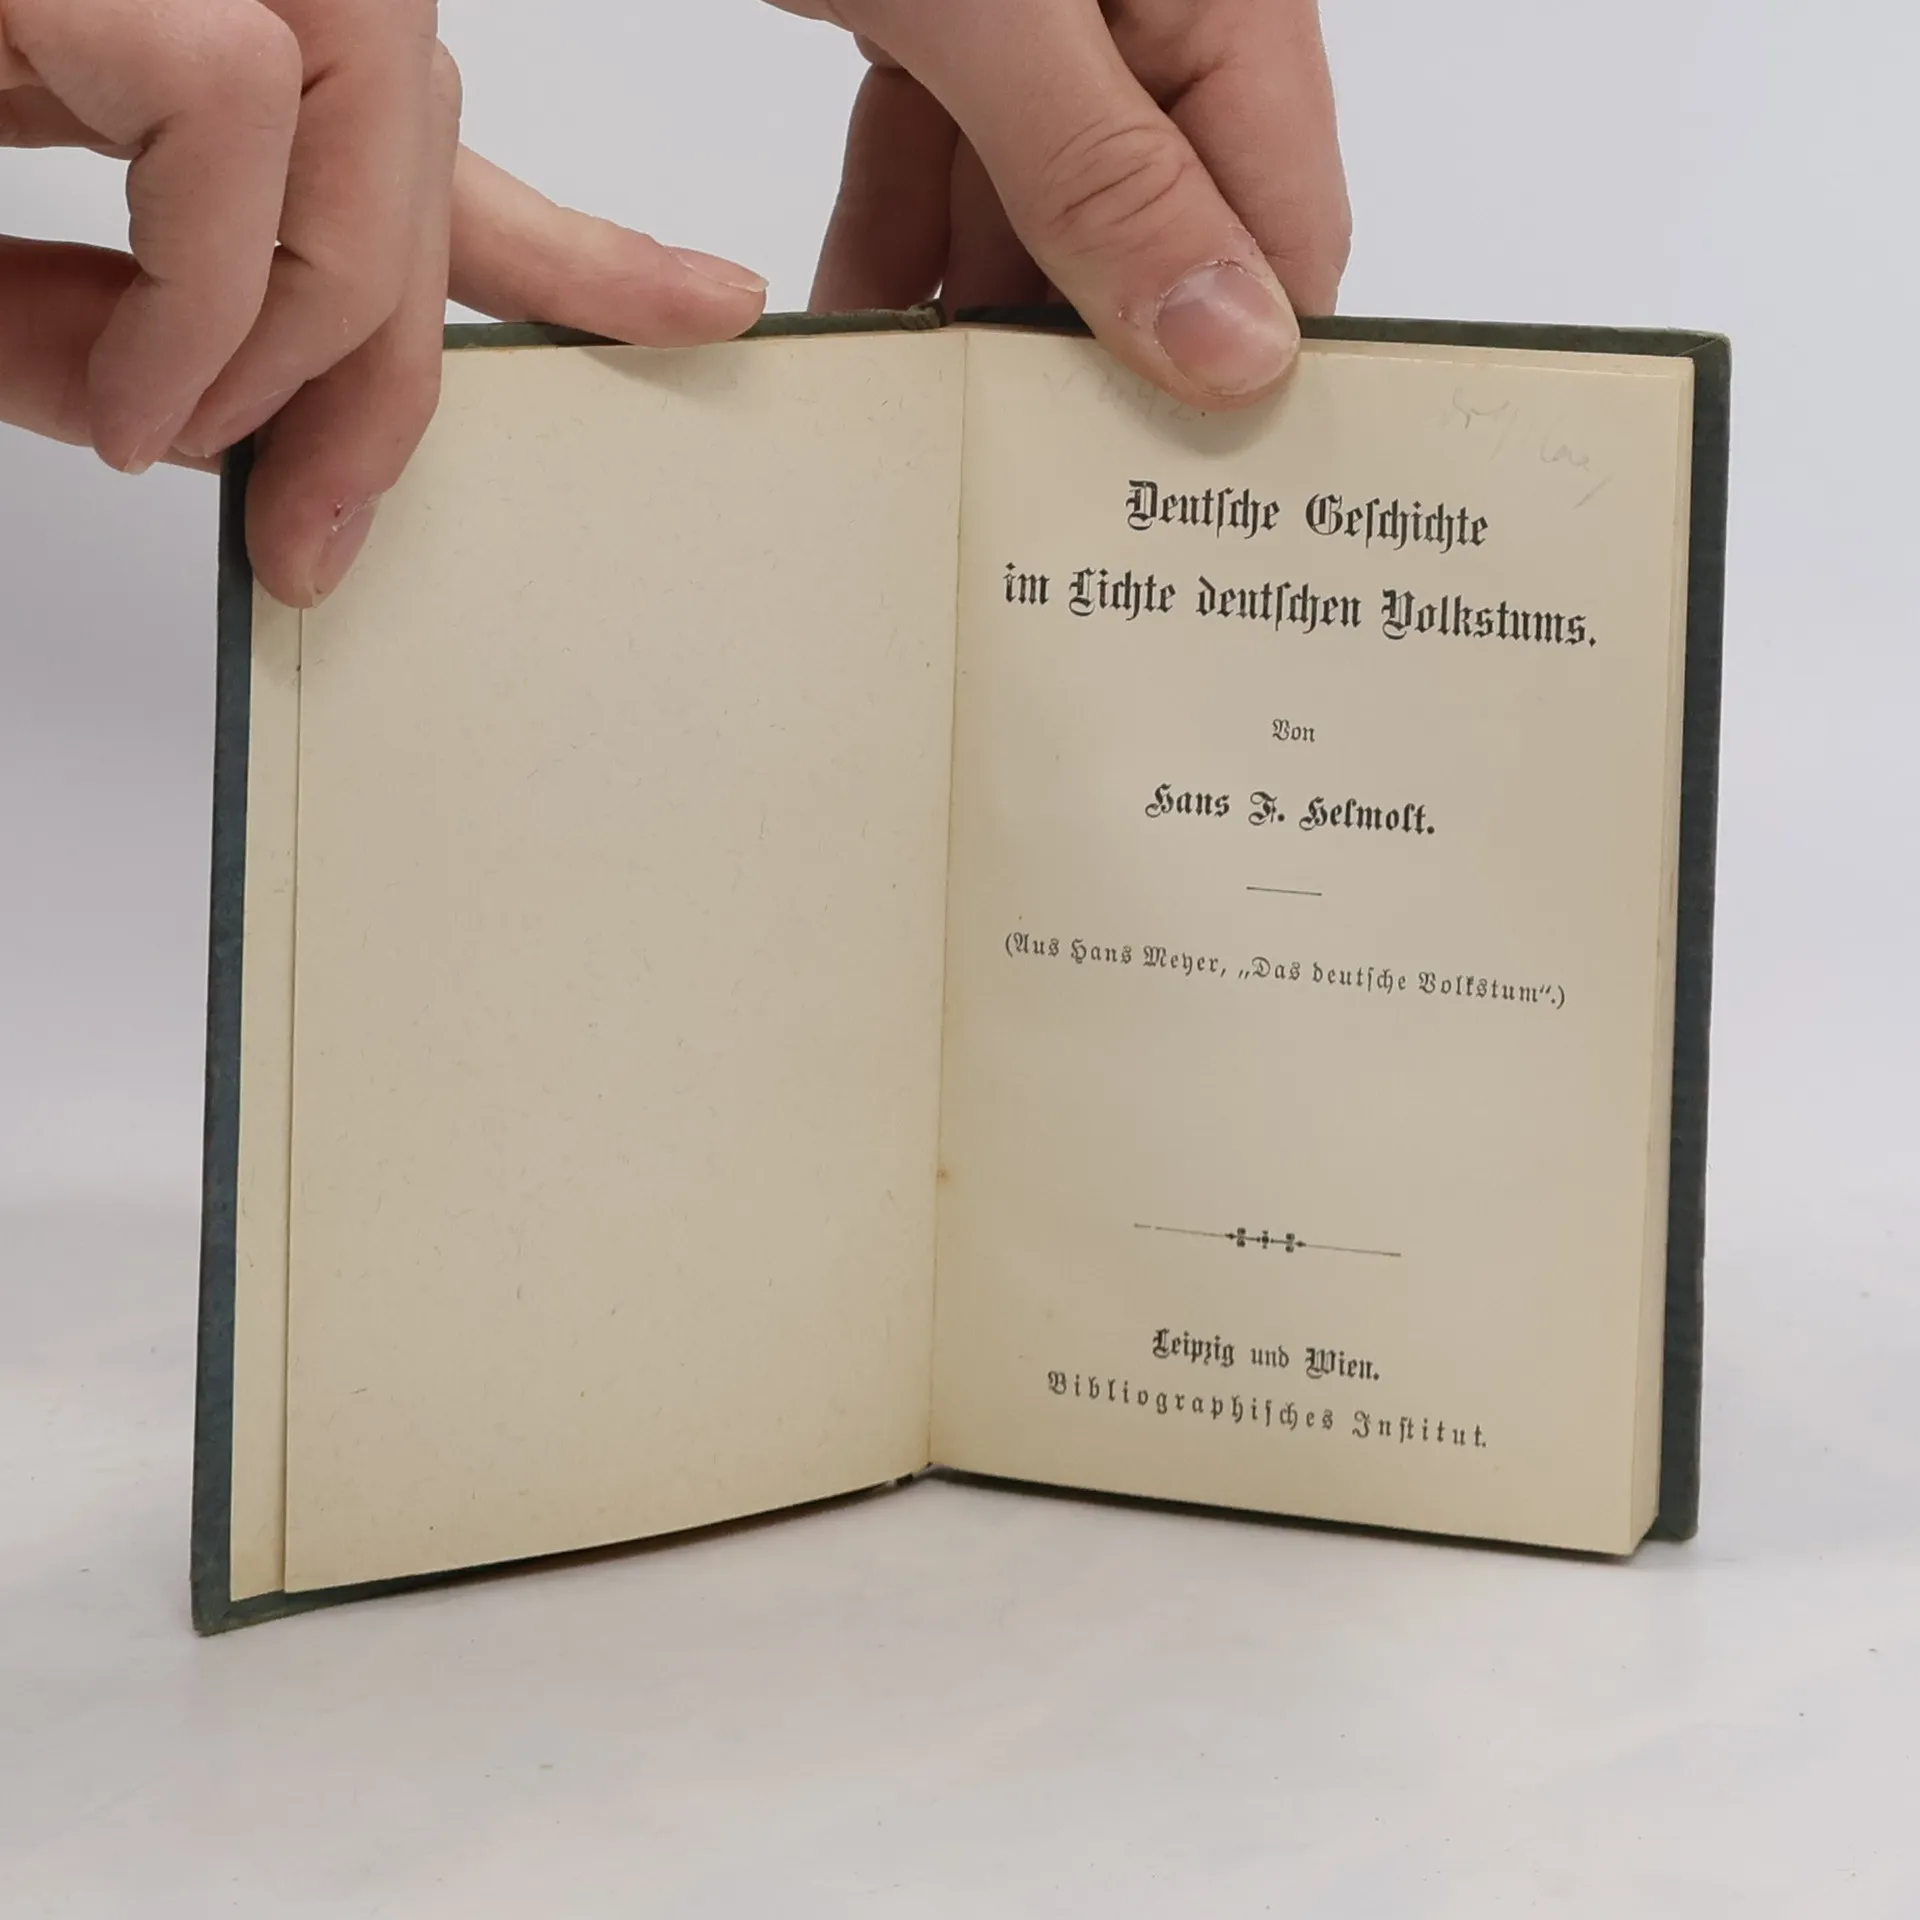 Deutſche Geſchichte
im Lichte deutſchen Volkstums.
Von
Hans F. Helmolt.
(Aus Hans Meyer, „Das deutſche Volkstum“.)
Leipzig und Wien.
Bibliographiſches Inſtitut.